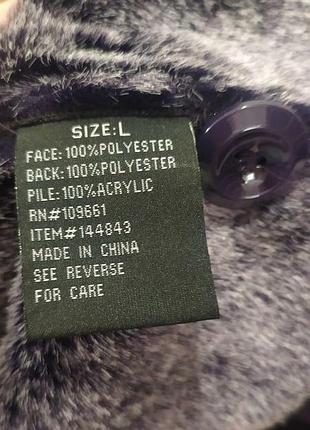 SIZE:L
FACE:100%POLYESTER
BACK:100%POLYESTER
PILE:100%ACRYLIC
RN#109661
ITEM#144843
MADE IN CHINA
SEE REVERSE
FOR CARE